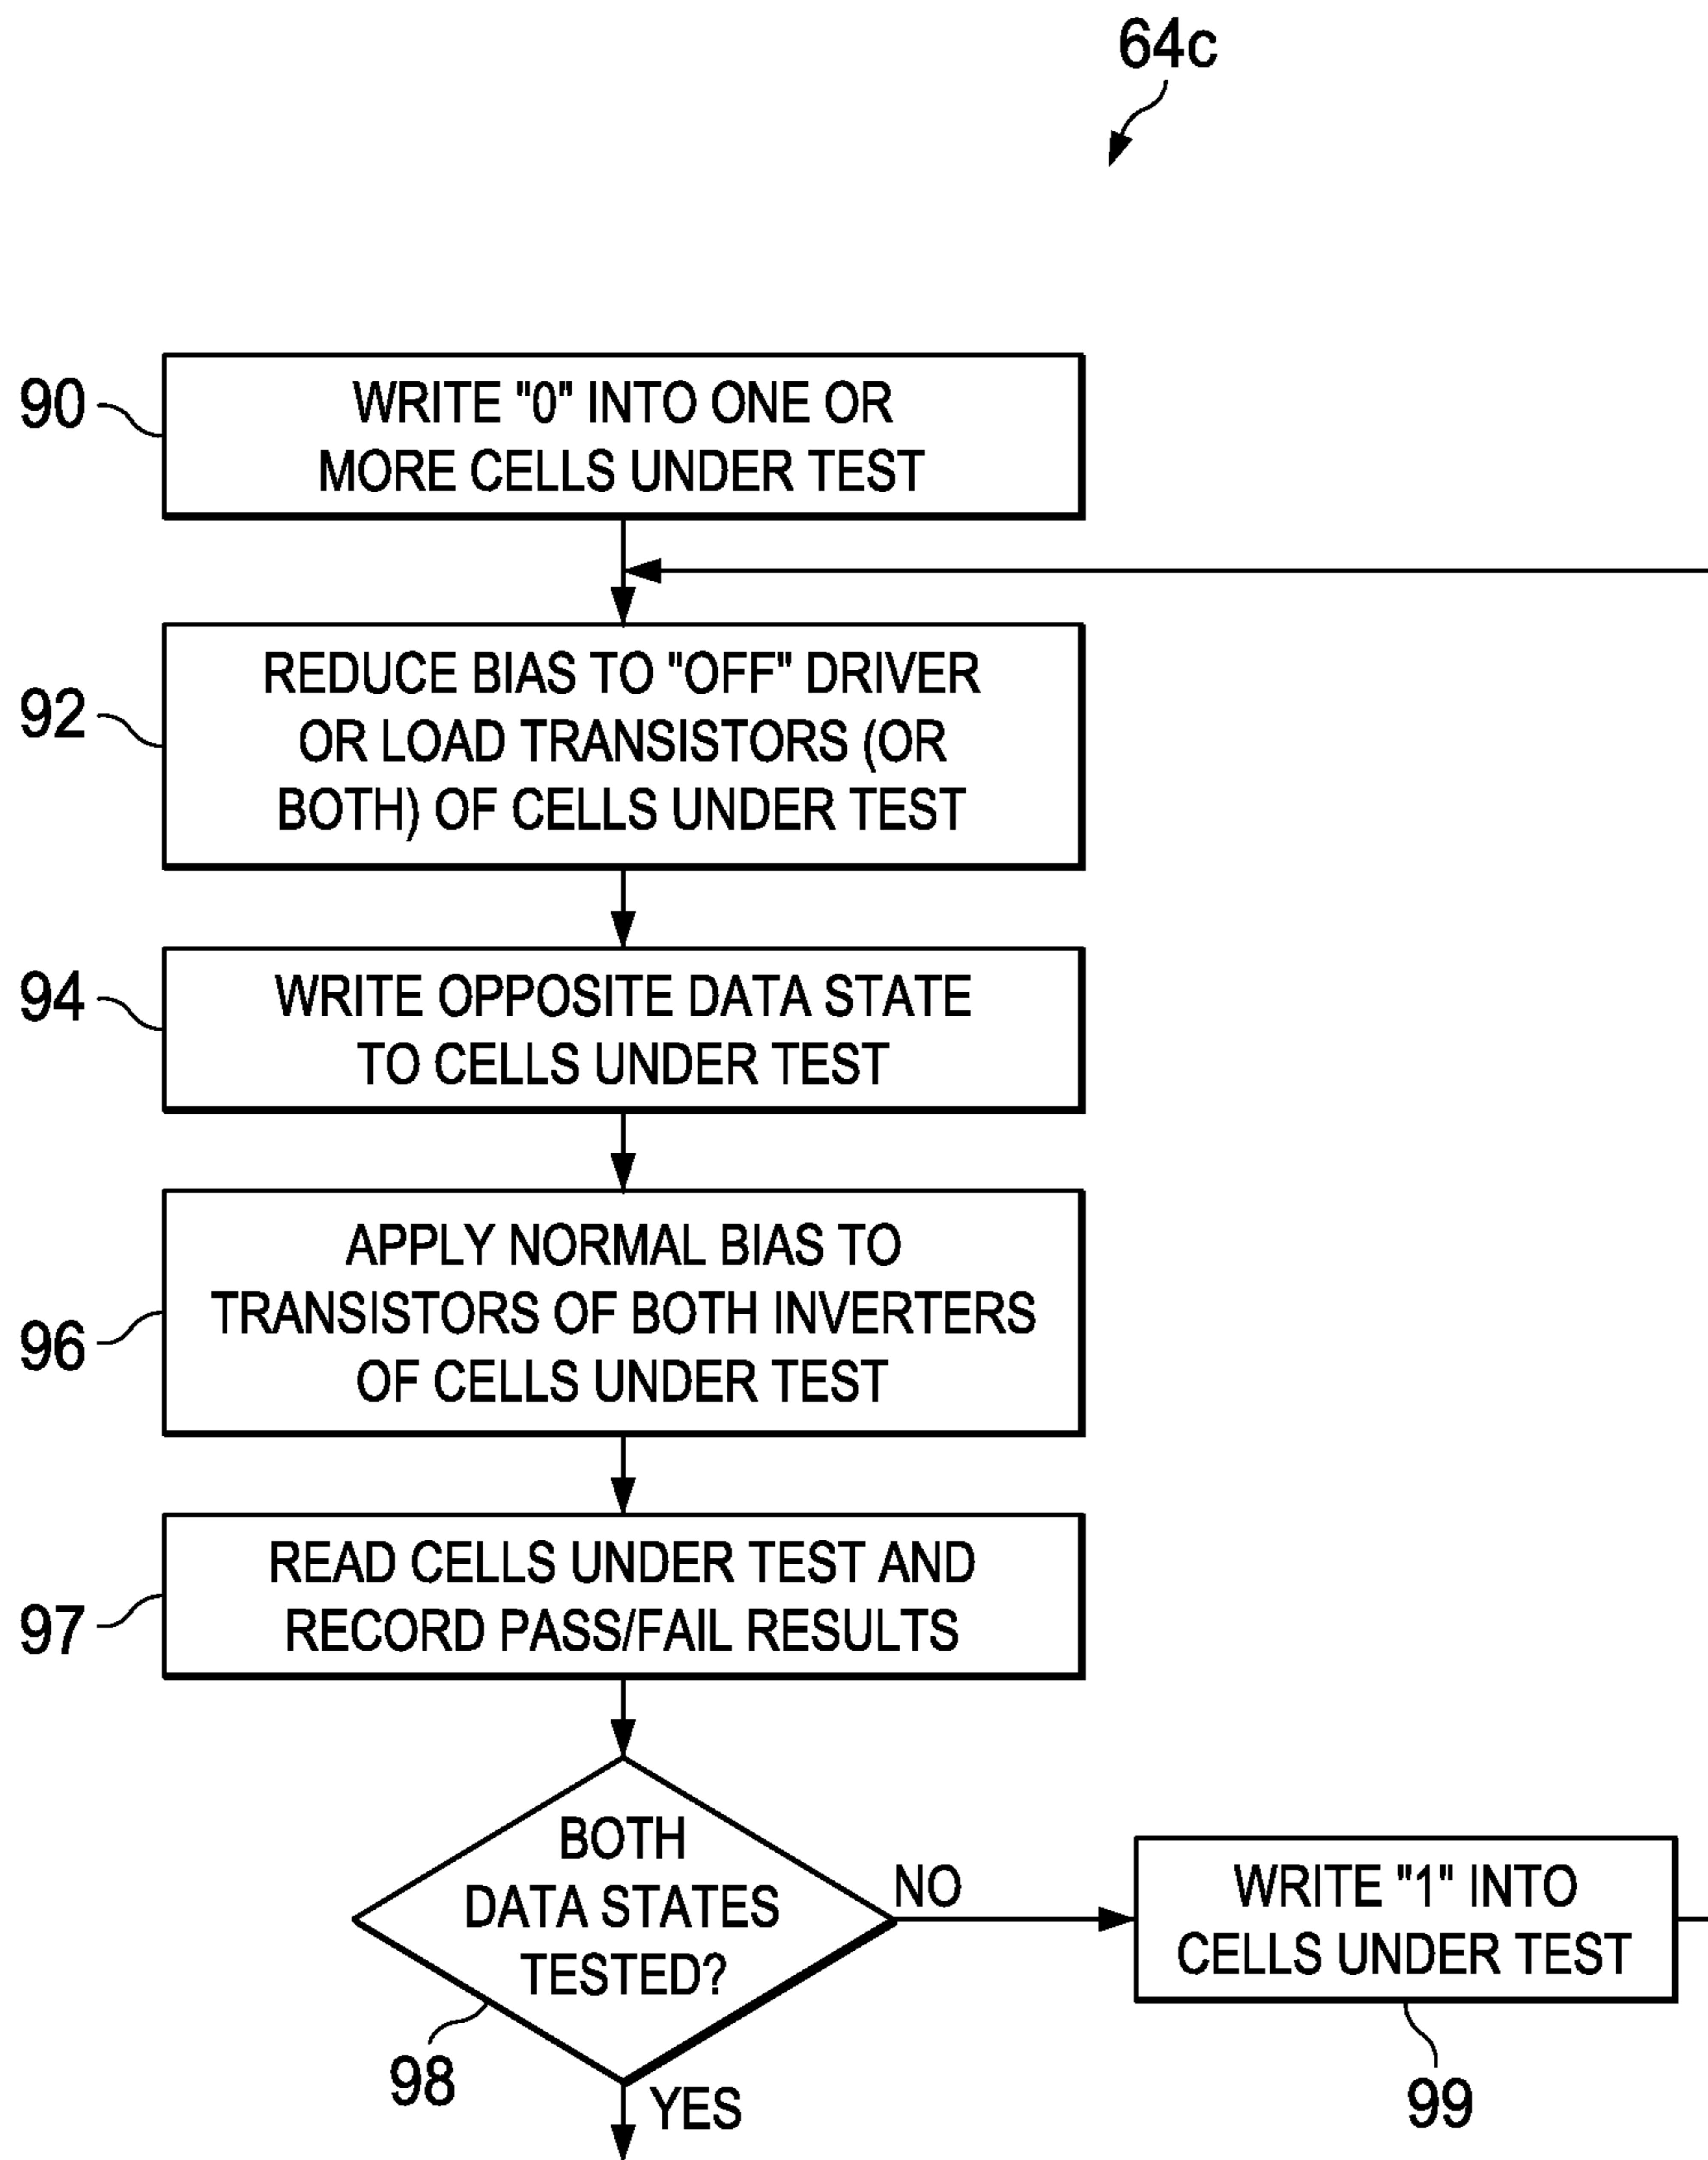 64c
90
WRITE "0" INTO ONE OR
MORE CELLS UNDER TEST
92
REDUCE BIAS TO "OFF" DRIVER
OR LOAD TRANSISTORS (OR
BOTH) OF CELLS UNDER TEST
94
WRITE OPPOSITE DATA STATE
TO CELLS UNDER TEST
96
APPLY NORMAL BIAS TO
TRANSISTORS OF BOTH INVERTERS
OF CELLS UNDER TEST
97
READ CELLS UNDER TEST AND
RECORD PASS/FAIL RESULTS
BOTH
DATA STATES
TESTED?
98
NO
WRITE "1" INTO
CELLS UNDER TEST
99
YES